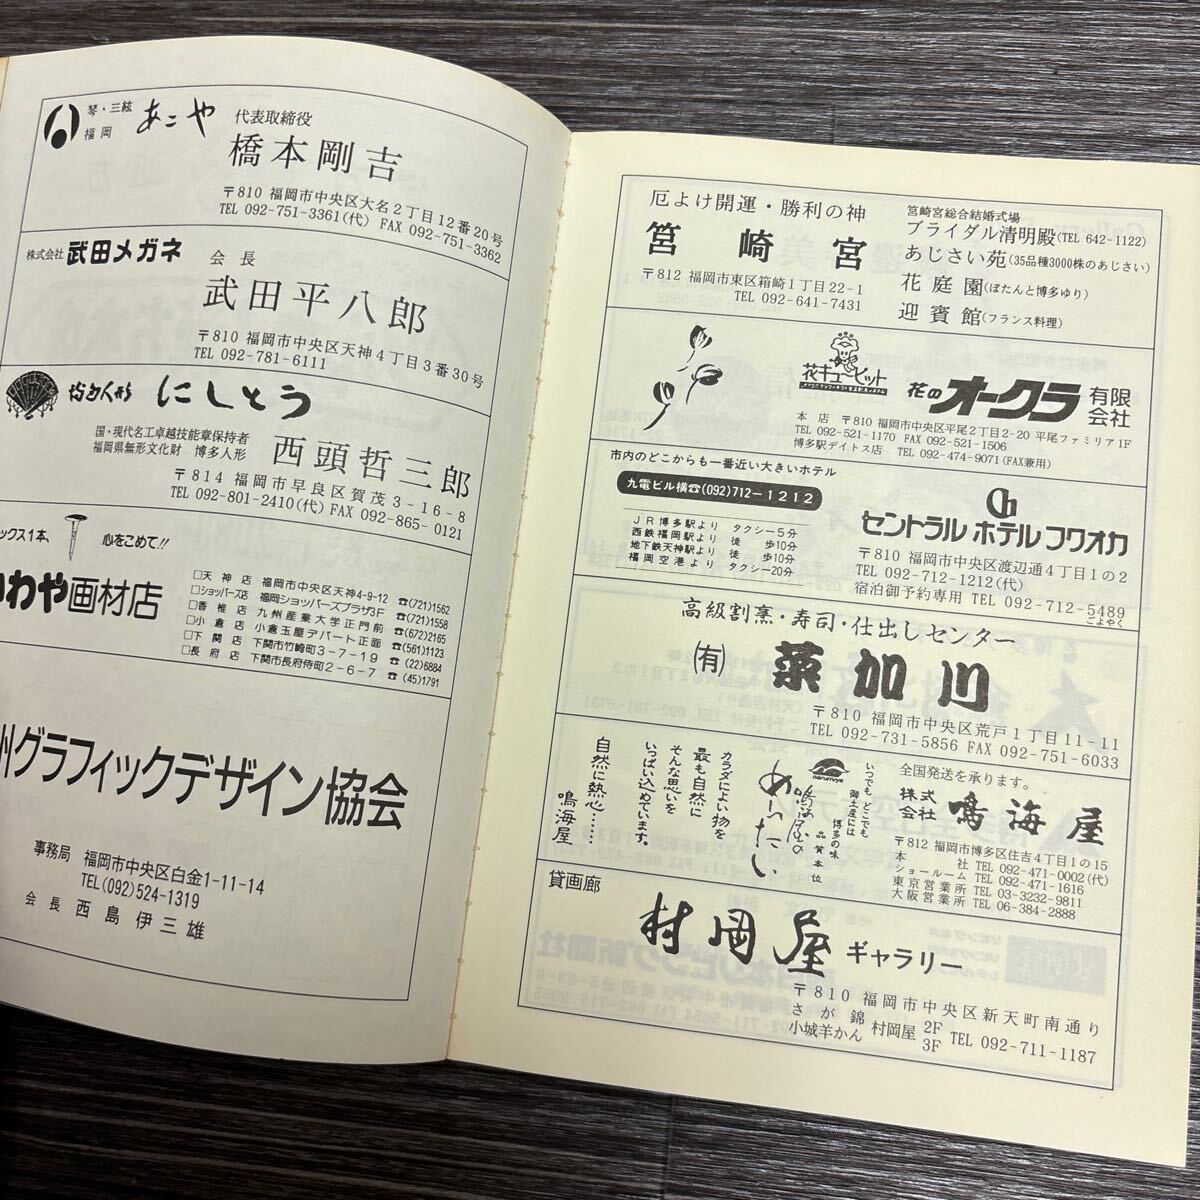 琴・三絃
福岡
あこや
代表取締役
橋本剛吉
〒810 福岡市中央区大名2丁目12番20号
TEL 092-751-3361(代) FAX 092-751-3362
株式会社 武田メガネ
会長
武田平八郎
〒810 福岡市中央区天神4丁目3番30号
TEL 092-781-6111
はかた人形 にしとう
国・現代名工卓越技能章保持者
福岡県無形文化財 博多人形
西頭哲三郎
〒814 福岡市早良区賀茂3-16-8
TEL 092-801-2410(代) FAX 092-865-0121
ックス1本、
心をこめて!!
わや画材店
□天神店 福岡市中央区天神4-9-12 ☎(721)1562
□ショッパーズ店 福岡ショッパーズプラザ3F ☎(721)1558
□香椎店 九州産業大学正門前 ☎(672)2165
□小倉店 小倉玉屋デパート正面 ☎(561)1123
□下関店 下関市竹崎町3-7-19 ☎(22)6884
□長府店 下関市長府侍町2-6-7 ☎(45)1791
州グラフィックデザイン協会
事務局 福岡市中央区白金1-11-14
TEL(092)524-1319
会長 西島伊三雄
厄よけ開運・勝利の神
筥崎宮
〒812 福岡市東区箱崎1丁目22-1
TEL 092-641-7431
筥崎宮総合結婚式場
ブライダル清明殿(TEL 642-1122)
あじさい苑(35品種3000株のあじさい)
花庭園(ぼたんと博多ゆり)
迎賓館(フランス料理)
花キューピット
花のオークラ 有限会社
本店 〒810 福岡市中央区平尾2丁目2-20 平尾ファミリア1F
TEL 092-521-1170 FAX 092-521-1506
博多駅デイトス店 TEL 092-474-9071(FAX兼用)
市内のどこからも一番近い大きいホテル
九電ビル横☎(092)712-1212
JR博多駅より タクシー5分
西鉄福岡駅より 徒歩10分
地下鉄天神駅より 徒歩10分
福岡空港より タクシー20分
セントラルホテルフクオカ
〒810 福岡市中央区渡辺通4丁目1の2
TEL 092-712-1212(代)
宿泊御予約専用 TEL 092-712-5489
ごよやく
高級割烹・寿司・仕出しセンター
(有) 菜加川
〒810 福岡市中央区荒戸1丁目11-11
TEL 092-731-5856 FAX 092-751-6033
いつでもどこでも
御土産には
博多の味
品質本位
narumiya
鳴海屋の
めんたい
カラダによい物を
最も自然に
そんな思いを
いっぱい込めています。
自然に熱心……
鳴海屋
全国発送を承ります。
株式会社 鳴海屋
〒812 福岡市博多区住吉4丁目1の15
本社 TEL 092-471-0002(代)
ショールーム TEL 092-471-1616
東京営業所 TEL 03-3232-9811
大阪営業所 TEL 06-384-2888
貸画廊
村岡屋ギャラリー
〒810 福岡市中央区新天町南通り
さが錦
小城羊かん
村岡屋 2F
3F
TEL 092-711-1187